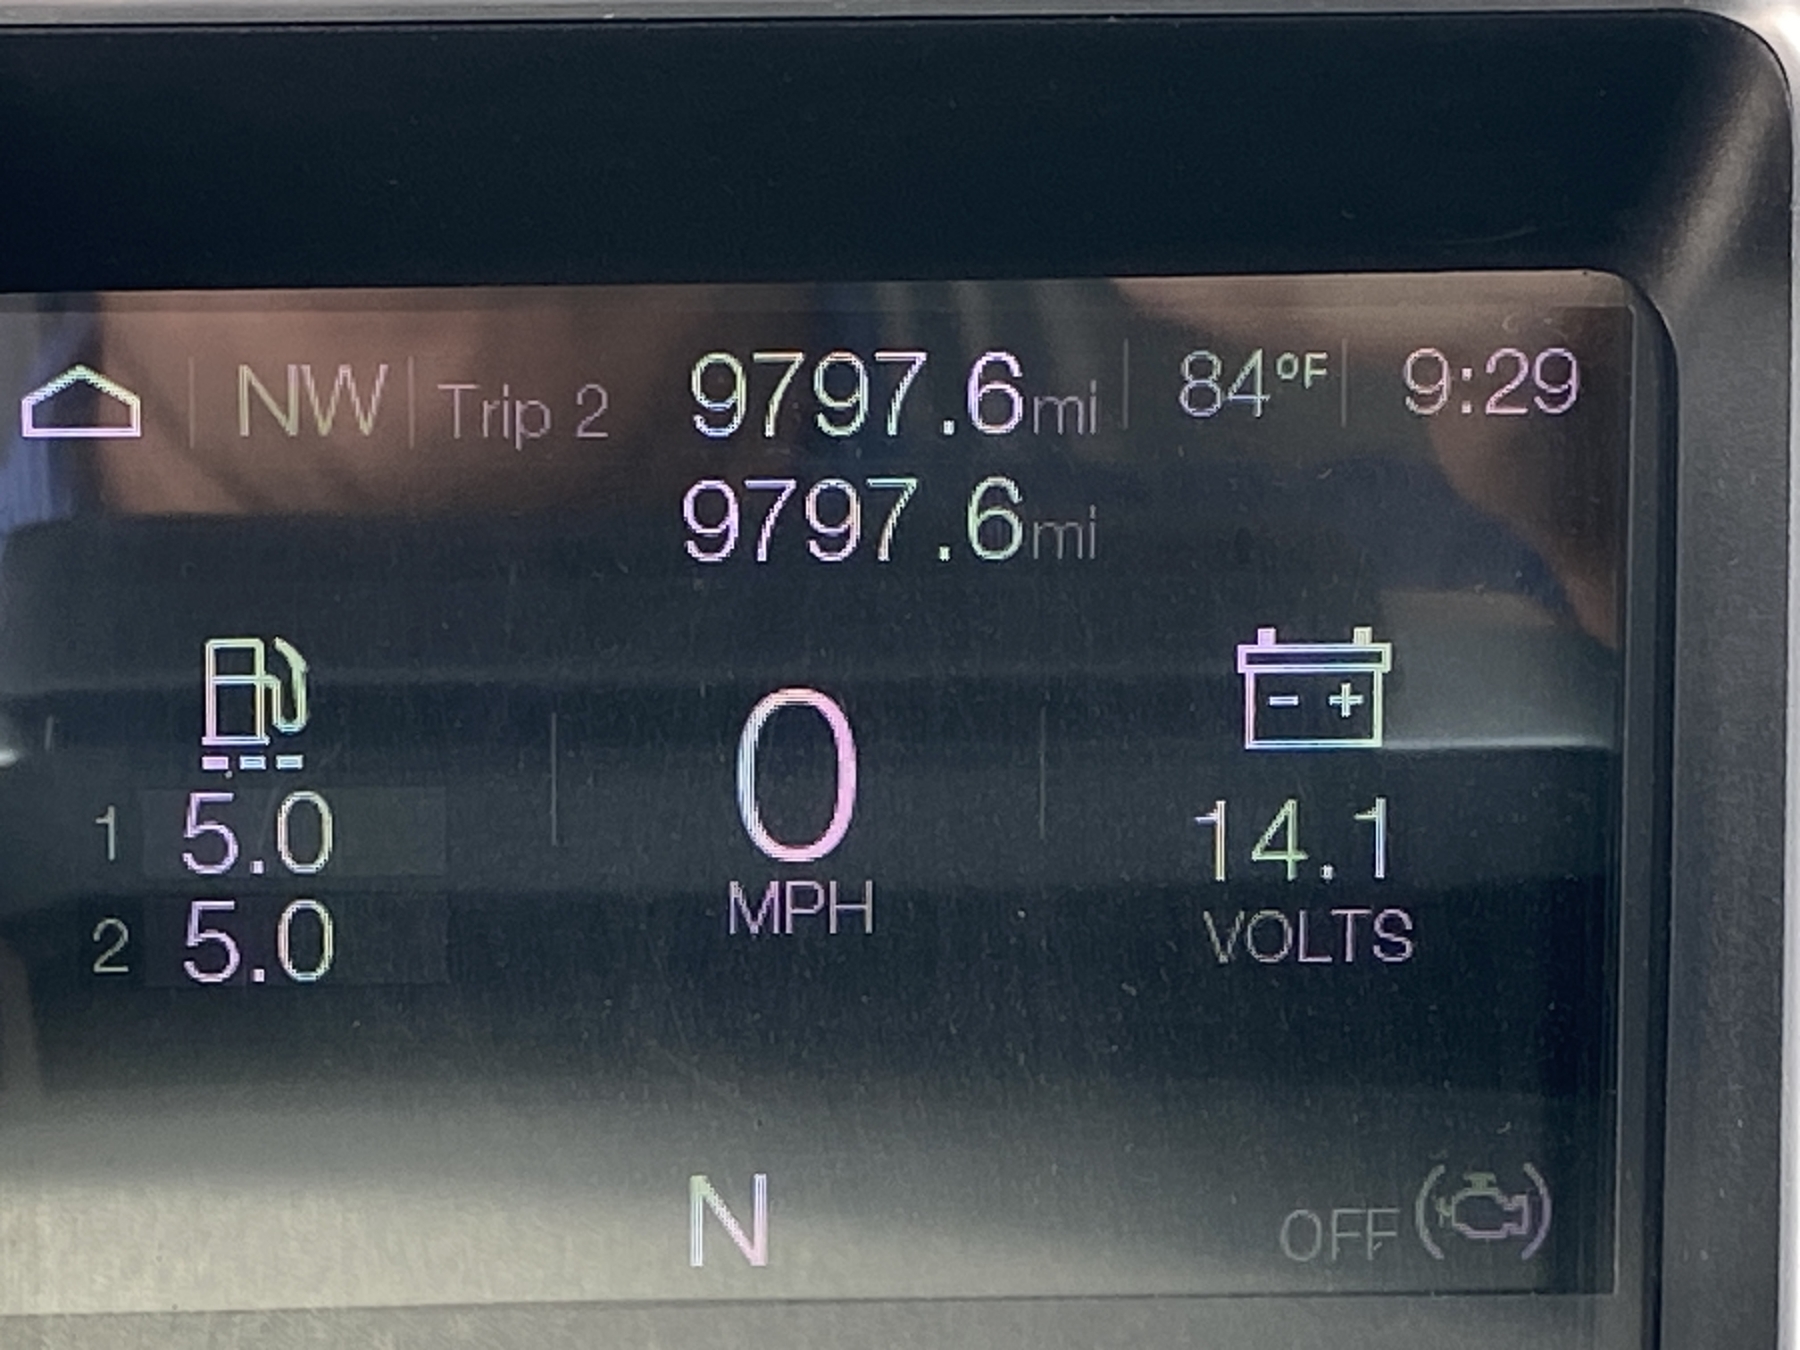 NW Trip 2 9797.6mi 84°F 9:29
9797.6mi
- +
1 5.0
2 5.0
0
MPH
14.1
VOLTS
N
OFF